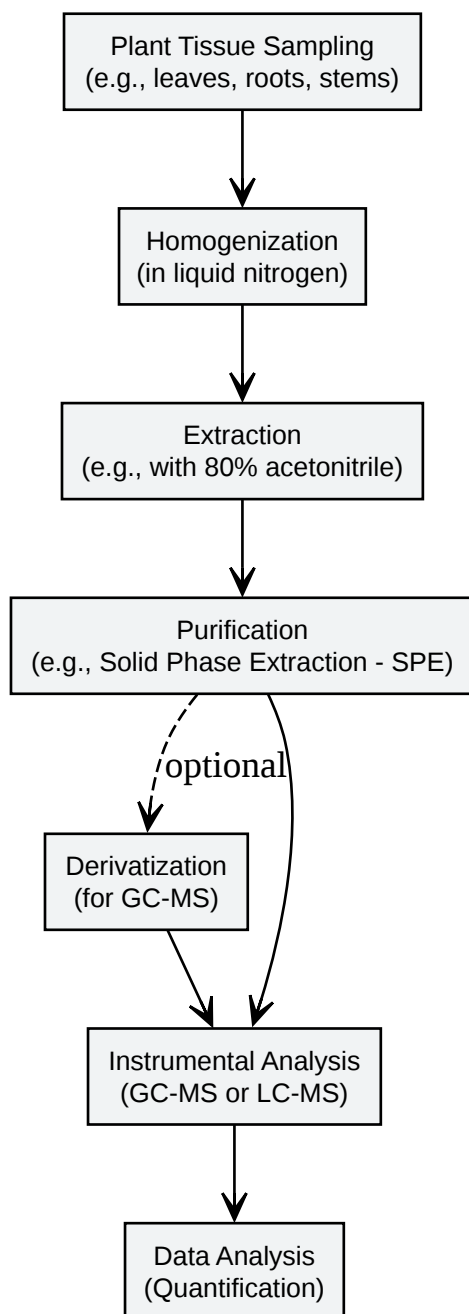 Plant Tissue Sampling
(e.g., leaves, roots, stems)
Homogenization
(in liquid nitrogen)
Extraction
(e.g., with 80% acetonitrile)
Purification
(e.g., Solid Phase Extraction - SPE)
optional
Derivatization
(for GC-MS)
Instrumental Analysis
(GC-MS or LC-MS)
Data Analysis
(Quantification)